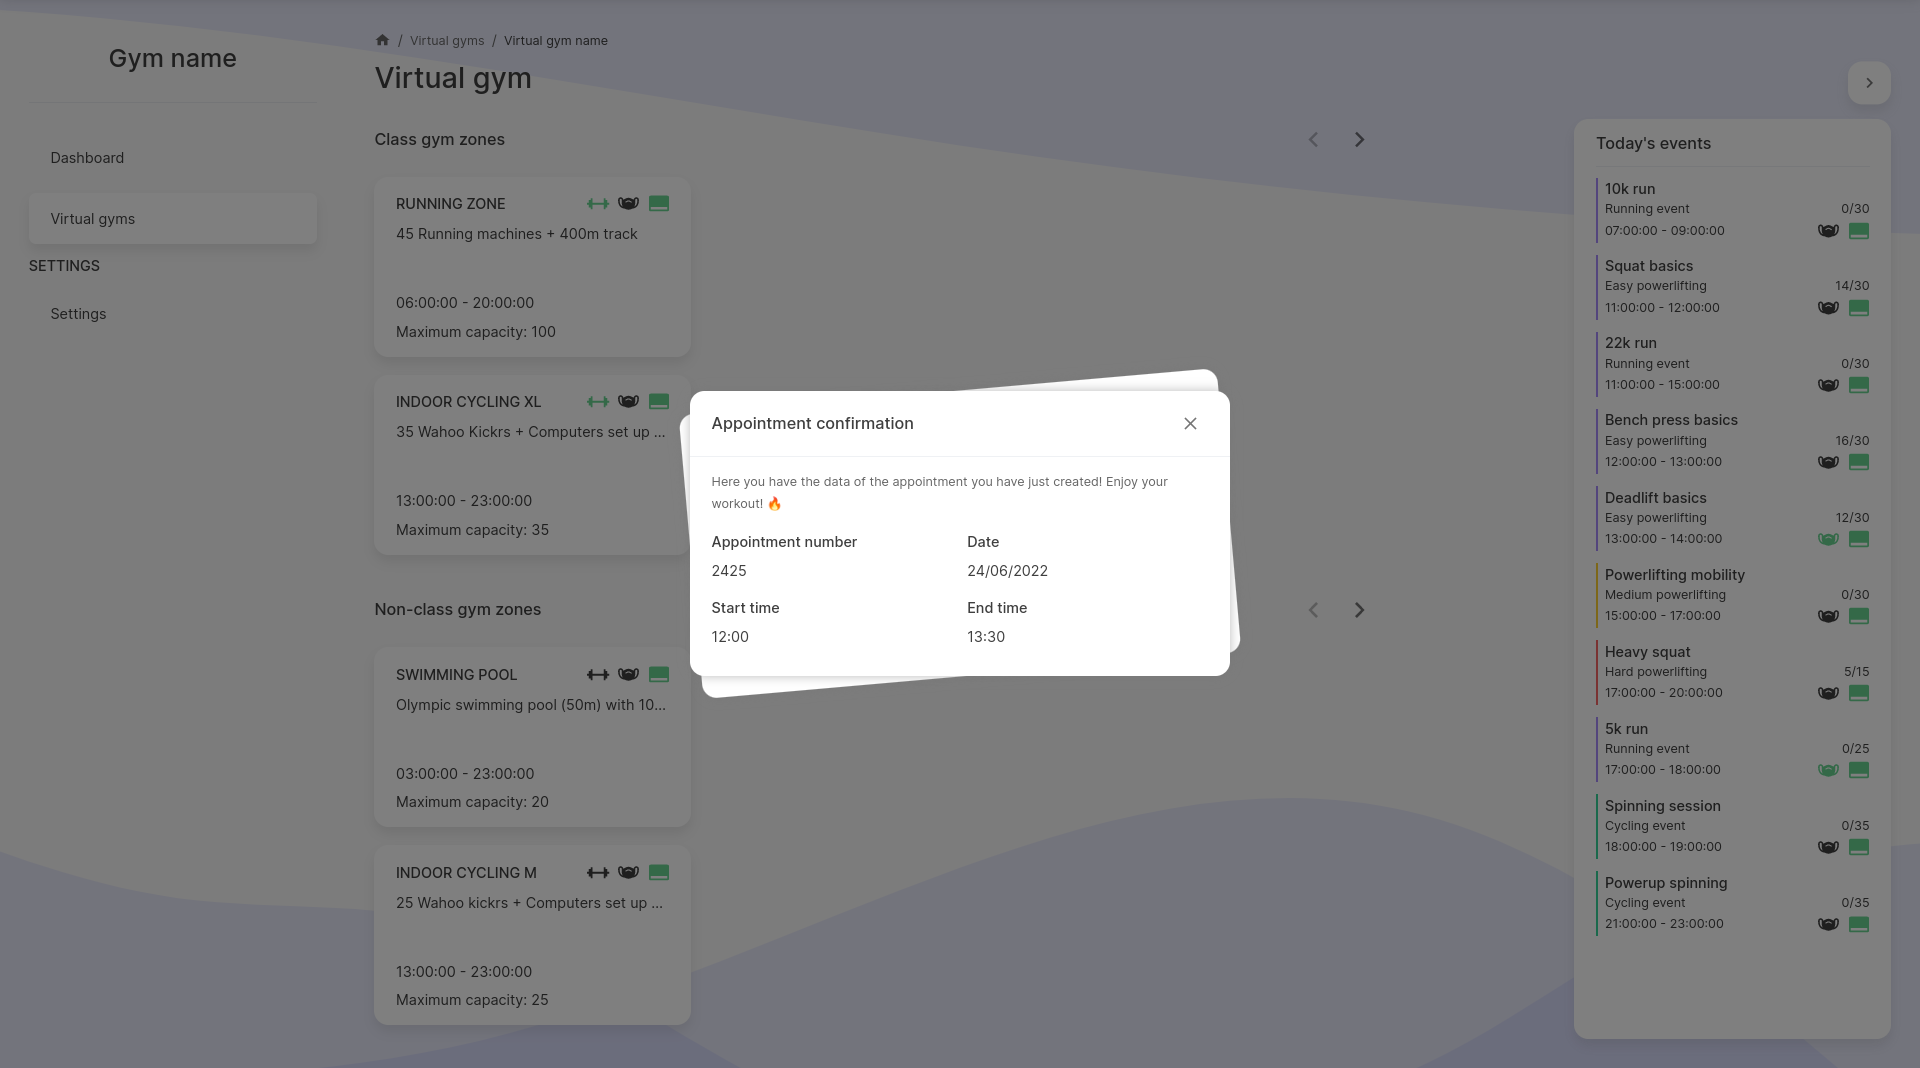 Gym name
Dashboard
Virtual gyms
SETTINGS
Settings
/ Virtual gyms / Virtual gym name
Virtual gym
Class gym zones
RUNNING ZONE
45 Running machines + 400m track
06:00:00 - 20:00:00
Maximum capacity: 100
INDOOR CYCLING XL
35 Wahoo Kickrs + Computers set up ...
13:00:00 - 23:00:00
Maximum capacity: 35
Non-class gym zones
SWIMMING POOL
Olympic swimming pool (50m) with 10...
03:00:00 - 23:00:00
Maximum capacity: 20
INDOOR CYCLING M
25 Wahoo kickrs + Computers set up ...
13:00:00 - 23:00:00
Maximum capacity: 25
Appointment confirmation
Here you have the data of the appointment you have just created! Enjoy your
workout! 🔥
Appointment number
2425
Date
24/06/2022
Start time
12:00
End time
13:30
Today's events
10k run
Running event 0/30
07:00:00 - 09:00:00
Squat basics
Easy powerlifting 14/30
11:00:00 - 12:00:00
22k run
Running event 0/30
11:00:00 - 15:00:00
Bench press basics
Easy powerlifting 16/30
12:00:00 - 13:00:00
Deadlift basics
Easy powerlifting 12/30
13:00:00 - 14:00:00
Powerlifting mobility
Medium powerlifting 0/30
15:00:00 - 17:00:00
Heavy squat
Hard powerlifting 5/15
17:00:00 - 20:00:00
5k run
Running event 0/25
17:00:00 - 18:00:00
Spinning session
Cycling event 0/35
18:00:00 - 19:00:00
Powerup spinning
Cycling event 0/35
21:00:00 - 23:00:00